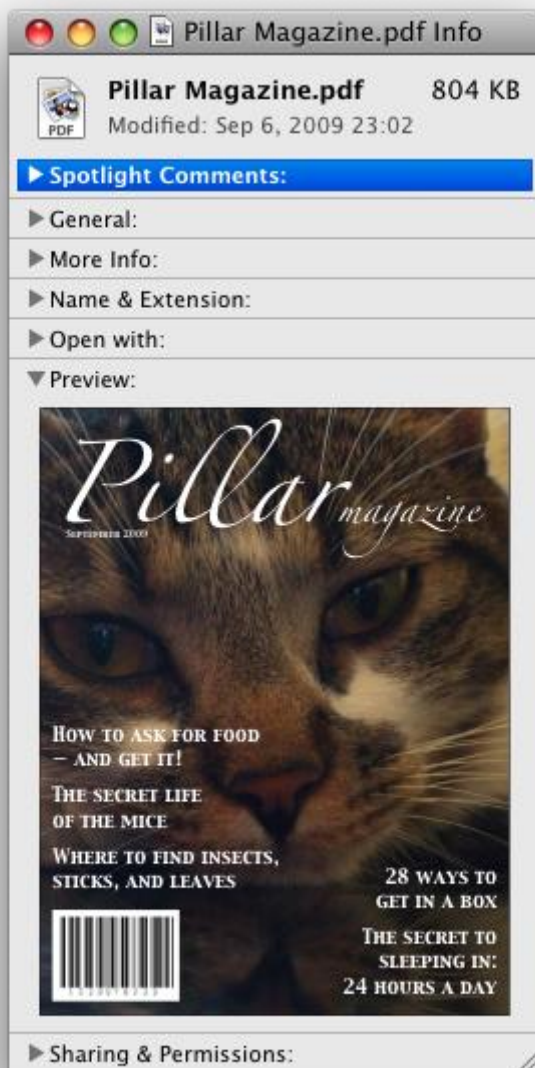 Pillar Magazine.pdf Info
Pillar Magazine.pdf 804 KB
Modified: Sep 6, 2009 23:02
PDF
Spotlight Comments:
General:
More Info:
Name & Extension:
Open with:
Preview:
Pillar magazine
September 2009
How to ask for food
– and get it!
The secret life
of the mice
Where to find insects,
sticks, and leaves
28 ways to
get in a box
The secret to
sleeping in:
24 hours a day
Sharing & Permissions: